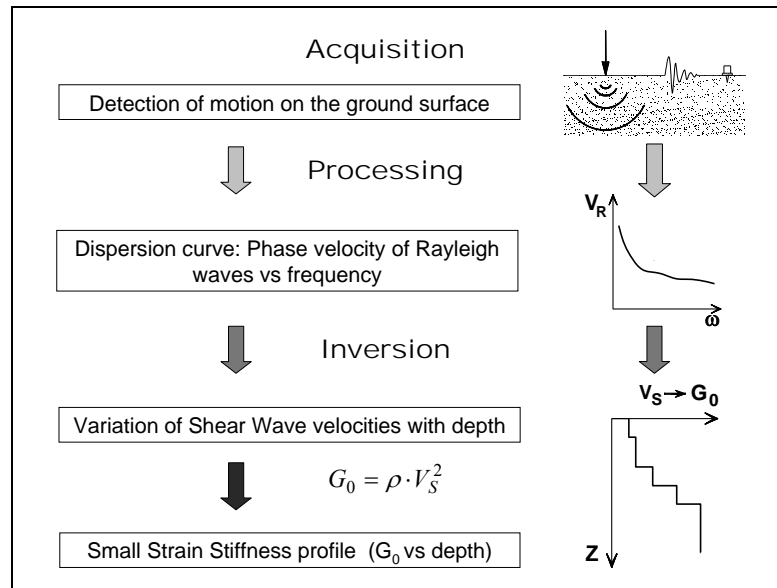 Acquisition
Detection of motion on the ground surface
Processing
V_R
Dispersion curve: Phase velocity of Rayleigh
waves vs frequency
ω
Inversion
V_S → G_0
Variation of Shear Wave velocities with depth
G_0 = ρ · V_S^2
Small Strain Stiffness profile (G_0 vs depth)
Z